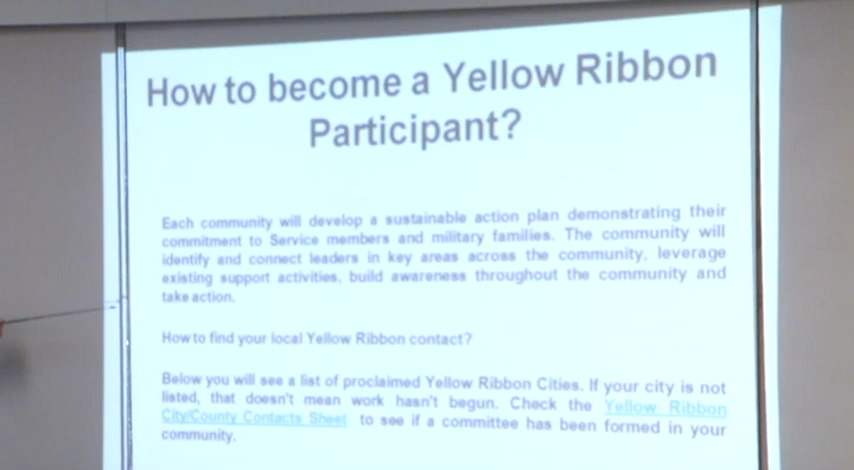 How to become a Yellow Ribbon
Participant?
Each community will develop a sustainable action plan demonstrating their
commitment to Service members and military families. The community will
identify and connect leaders in key areas across the community, leverage
existing support activities, build awareness throughout the community and
take action.
How to find your local Yellow Ribbon contact?
Below you will see a list of proclaimed Yellow Ribbon Cities. If your city is not
listed, that doesn't mean work hasn't begun. Check the Yellow Ribbon
City/County Contacts Sheet to see if a committee has been formed in your
community.